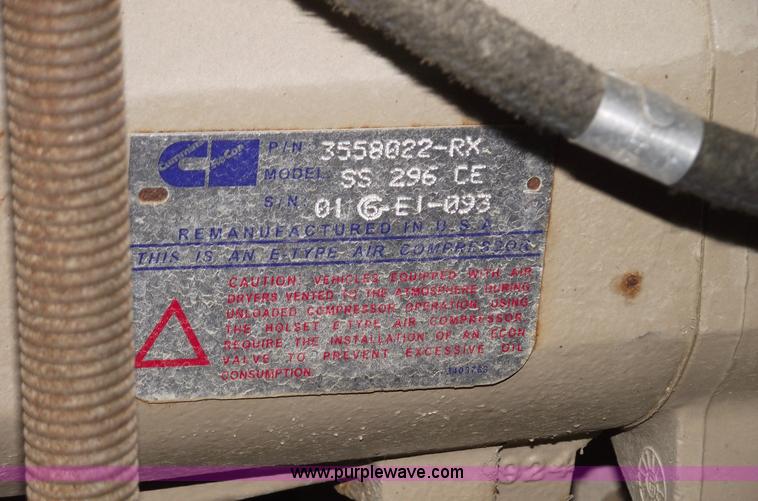 Cummins ReCon
P/N 3558022-RX
MODEL SS 296 CE
S/N 01 G-E1-093
REMANUFACTURED IN U.S.A
THIS IS AN E-TYPE AIR COMPRESSOR
CAUTION: VEHICLES EQUIPPED WITH AIR
DRYERS VENTED TO THE ATMOSPHERE DURING
UNLOADED COMPRESSOR OPERATION, USING
THE HOLSET E TYPE AIR COMPRESSOR,
REQUIRE THE INSTALLATION OF AN ECON
VALVE TO PREVENT EXCESSIVE OIL
CONSUMPTION.
www.purplewave.com